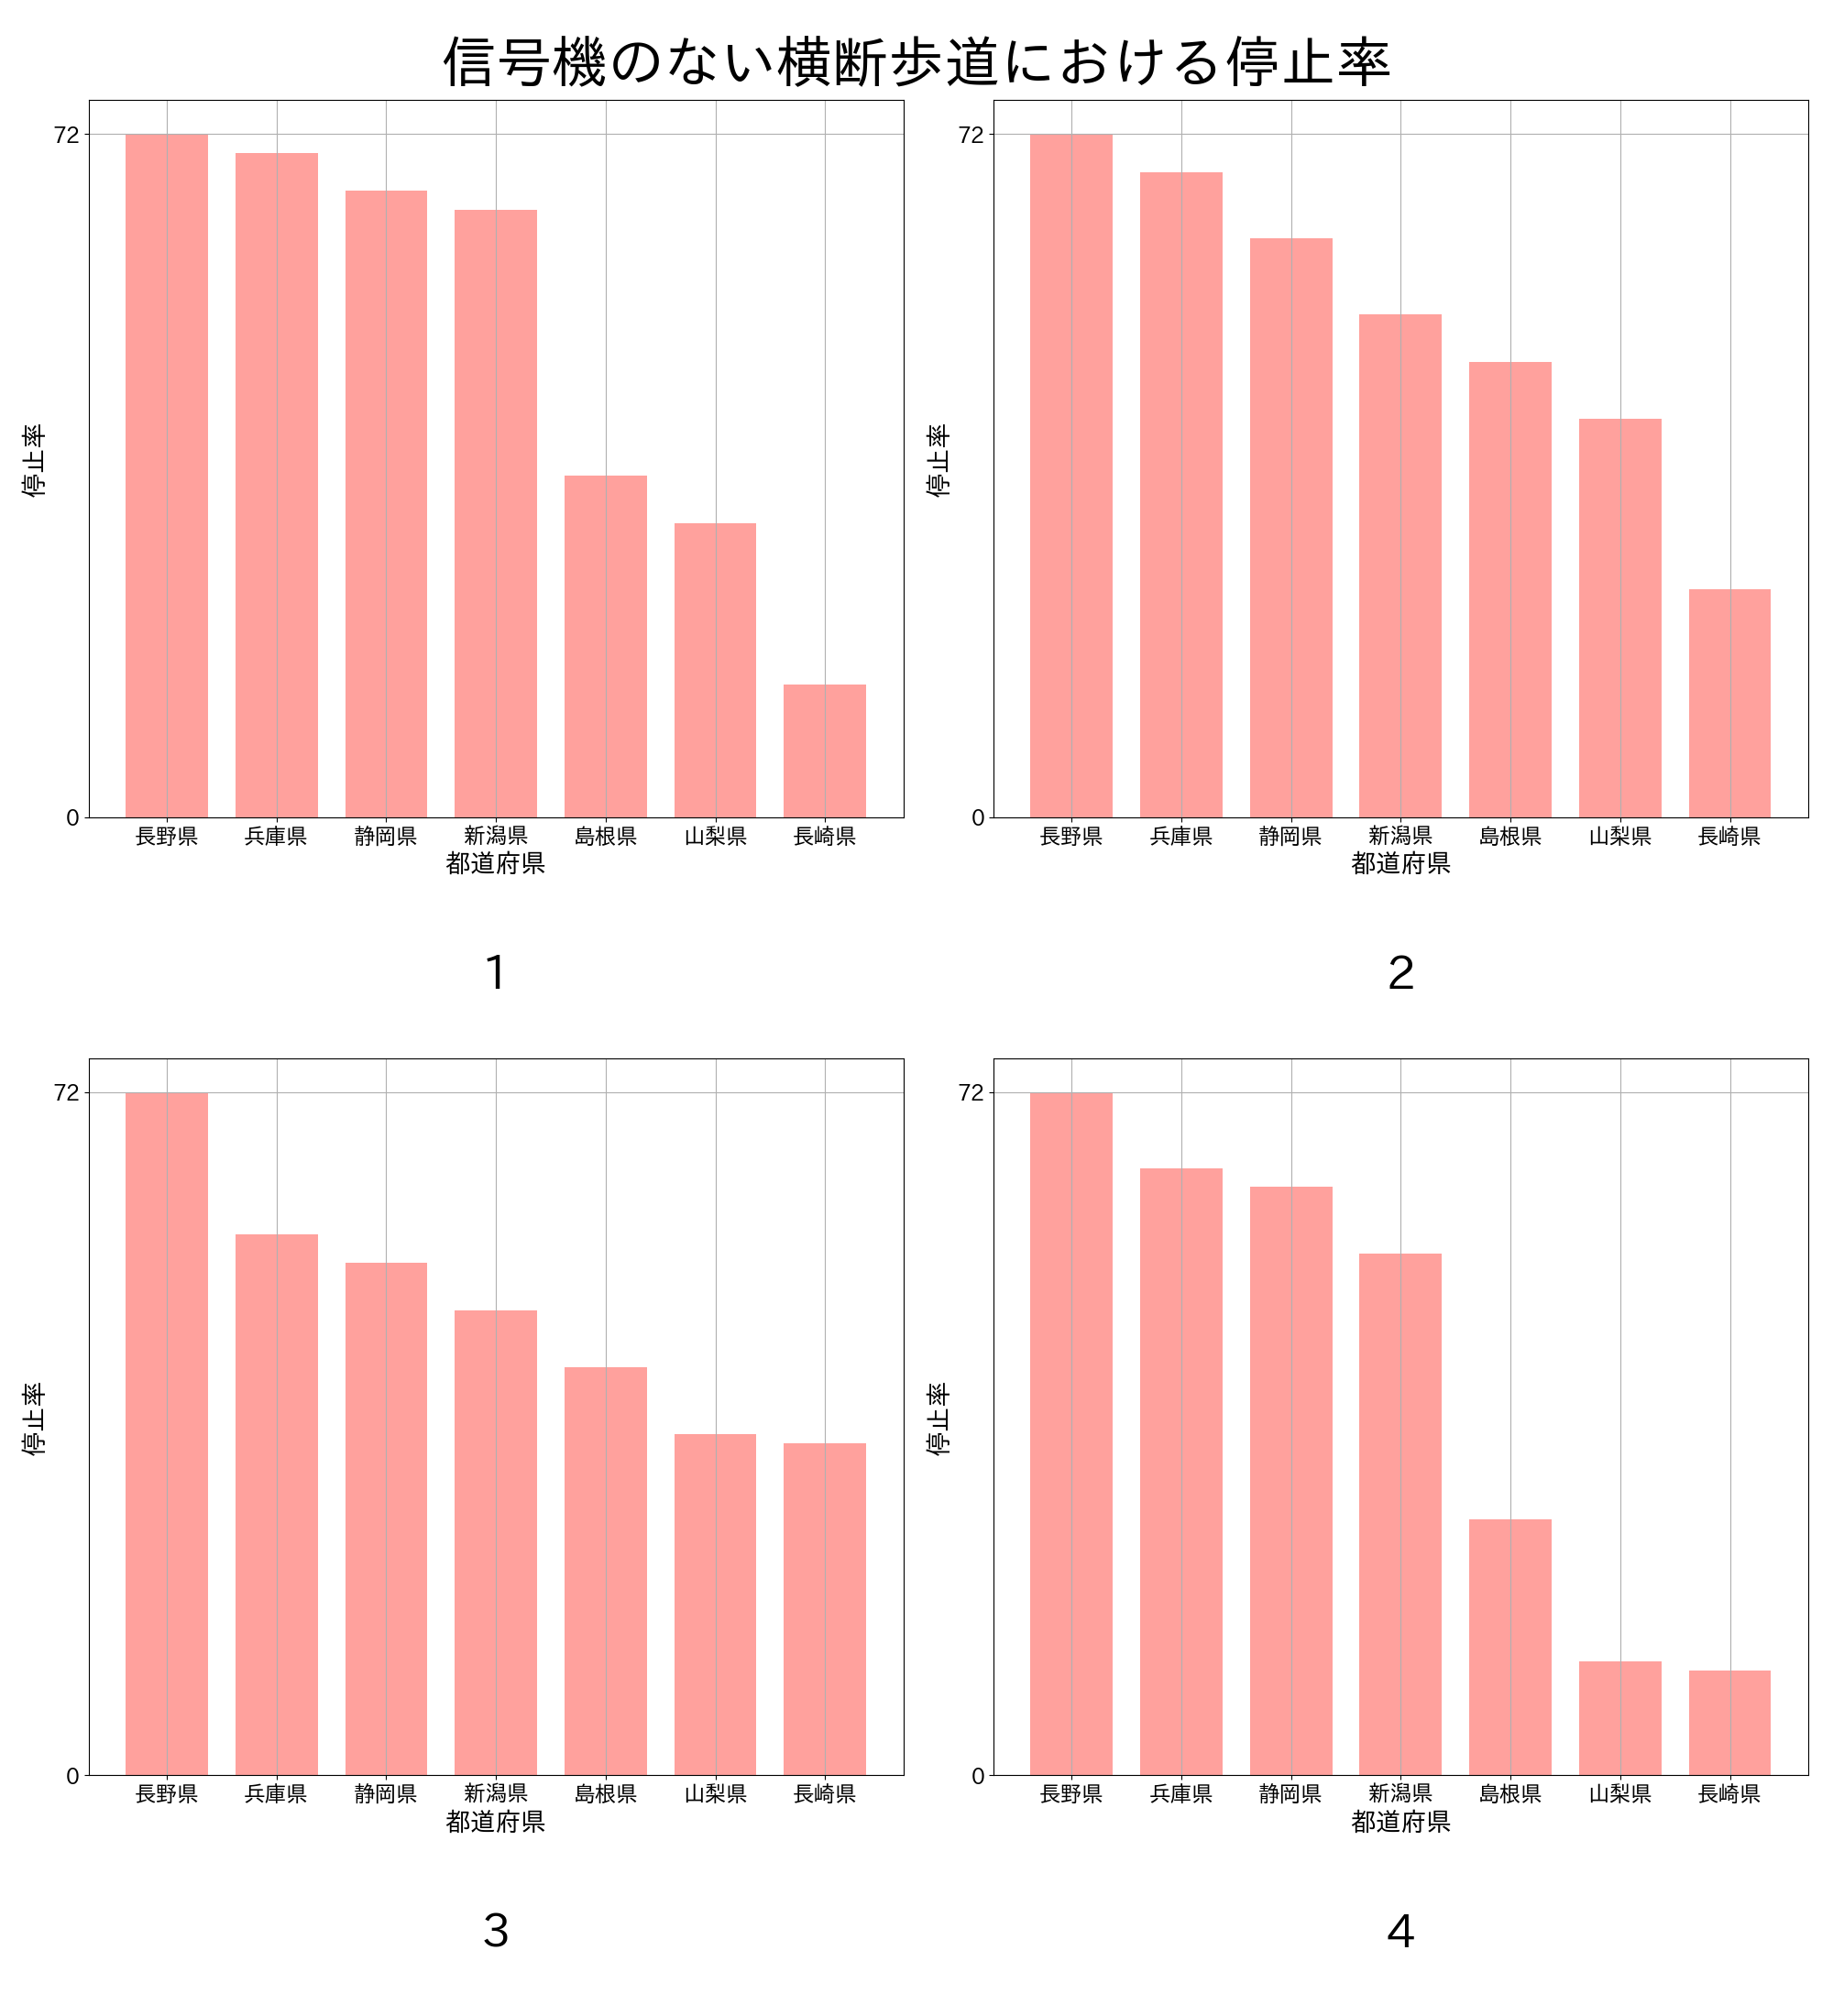 信号機のない横断歩道における停止率
72
0
停止率
長野県 兵庫県 静岡県 新潟県 島根県 山梨県 長崎県
都道府県
1
72
0
停止率
長野県 兵庫県 静岡県 新潟県 島根県 山梨県 長崎県
都道府県
2
72
0
停止率
長野県 兵庫県 静岡県 新潟県 島根県 山梨県 長崎県
都道府県
3
72
0
停止率
長野県 兵庫県 静岡県 新潟県 島根県 山梨県 長崎県
都道府県
4